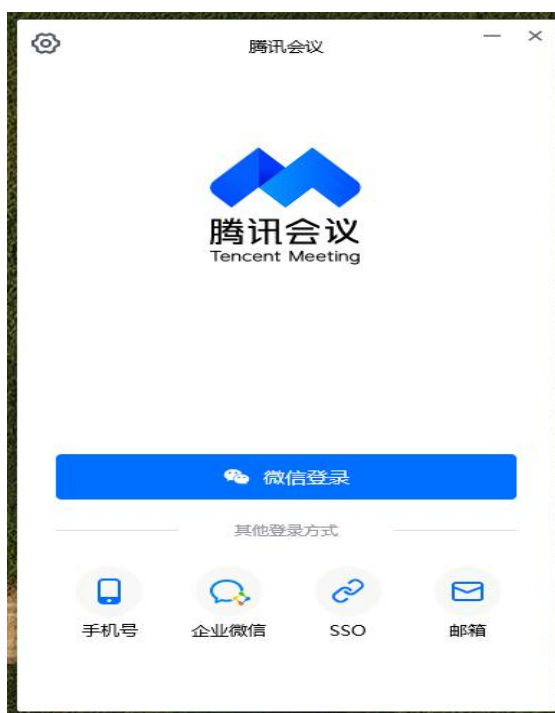 腾讯会议
腾讯会议
Tencent Meeting
微信登录
其他登录方式
手机号 企业微信 SSO 邮箱